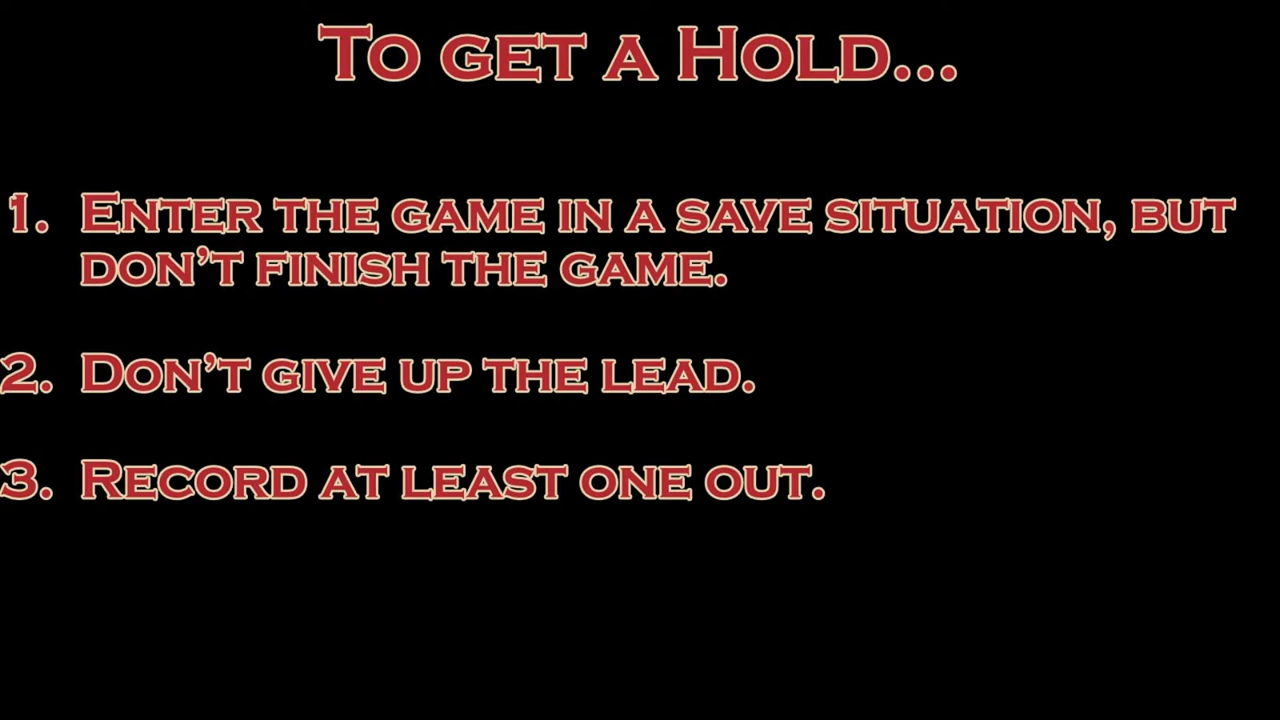 To get a Hold...
1. Enter the game in a save situation, but
don't finish the game.
2. Don't give up the lead.
3. Record at least one out.